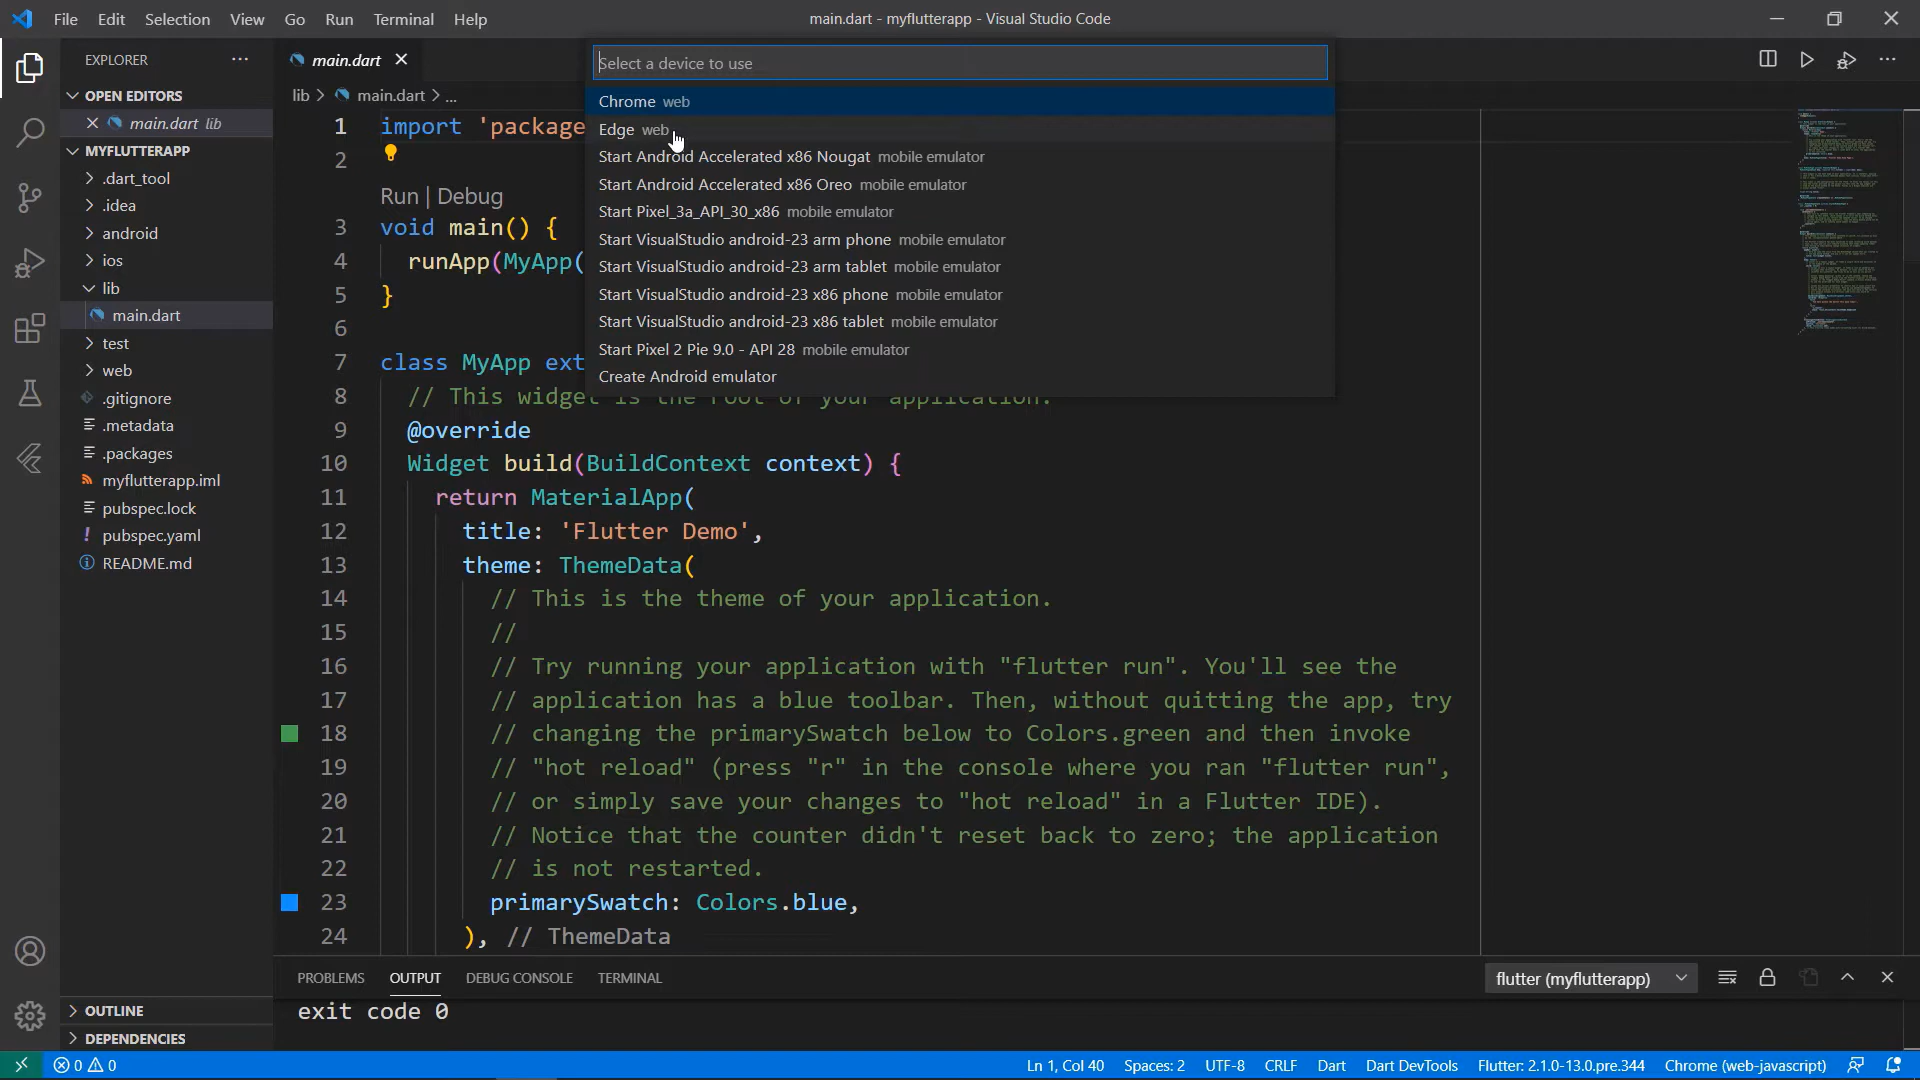 File Edit Selection View Go Run Terminal Help
main.dart - myflutterapp - Visual Studio Code
EXPLORER
OPEN EDITORS
main.dart lib
MYFLUTTERAPP
.dart_tool
.idea
android
ios
lib
main.dart
test
web
.gitignore
.metadata
.packages
myflutterapp.iml
pubspec.lock
pubspec.yaml
README.md
OUTLINE
DEPENDENCIES
main.dart
lib > main.dart > ...
Select a device to use
Chrome web
Edge web
Start Android Accelerated x86 Nougat mobile emulator
Start Android Accelerated x86 Oreo mobile emulator
Start Pixel_3a_API_30_x86 mobile emulator
Start VisualStudio android-23 arm phone mobile emulator
Start VisualStudio android-23 arm tablet mobile emulator
Start VisualStudio android-23 x86 phone mobile emulator
Start VisualStudio android-23 x86 tablet mobile emulator
Start Pixel 2 Pie 9.0 - API 28 mobile emulator
Create Android emulator
1 import 'package
2
Run | Debug
3 void main() {
4 runApp(MyApp(
5 }
6
7 class MyApp ext
8 // This widget is the root of your application.
9 @override
10 Widget build(BuildContext context) {
11 return MaterialApp(
12 title: 'Flutter Demo',
13 theme: ThemeData(
14 // This is the theme of your application.
15 //
16 // Try running your application with "flutter run". You'll see the
17 // application has a blue toolbar. Then, without quitting the app, try
18 // changing the primarySwatch below to Colors.green and then invoke
19 // "hot reload" (press "r" in the console where you ran "flutter run",
20 // or simply save your changes to "hot reload" in a Flutter IDE).
21 // Notice that the counter didn't reset back to zero; the application
22 // is not restarted.
23 primarySwatch: Colors.blue,
24 ), // ThemeData
PROBLEMS OUTPUT DEBUG CONSOLE TERMINAL
flutter (myflutterapp)
exit code 0
0 0
Ln 1, Col 40 Spaces: 2 UTF-8 CRLF Dart Dart DevTools Flutter: 2.1.0-13.0.pre.344 Chrome (web-javascript)